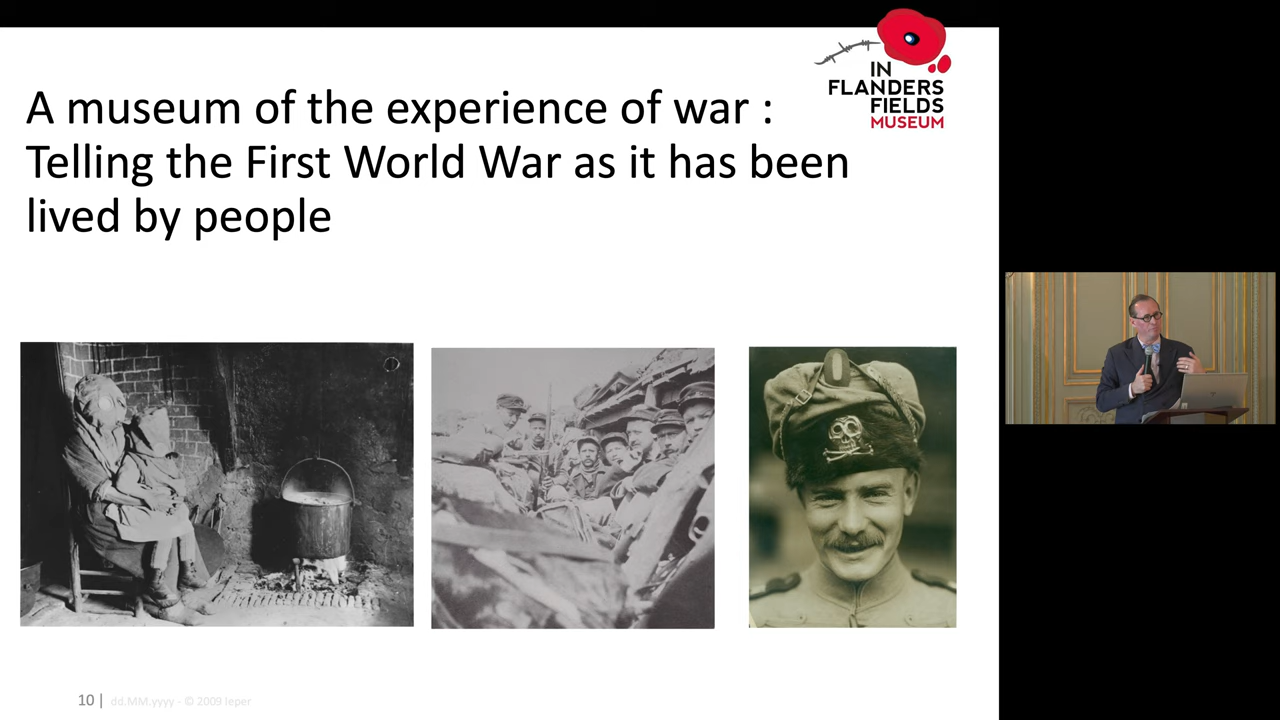 A museum of the experience of war :
Telling the First World War as it has been
lived by people
IN
FLANDERS
FIELDS
MUSEUM
10 | dd.MM.yyyy - © 2009 Ieper